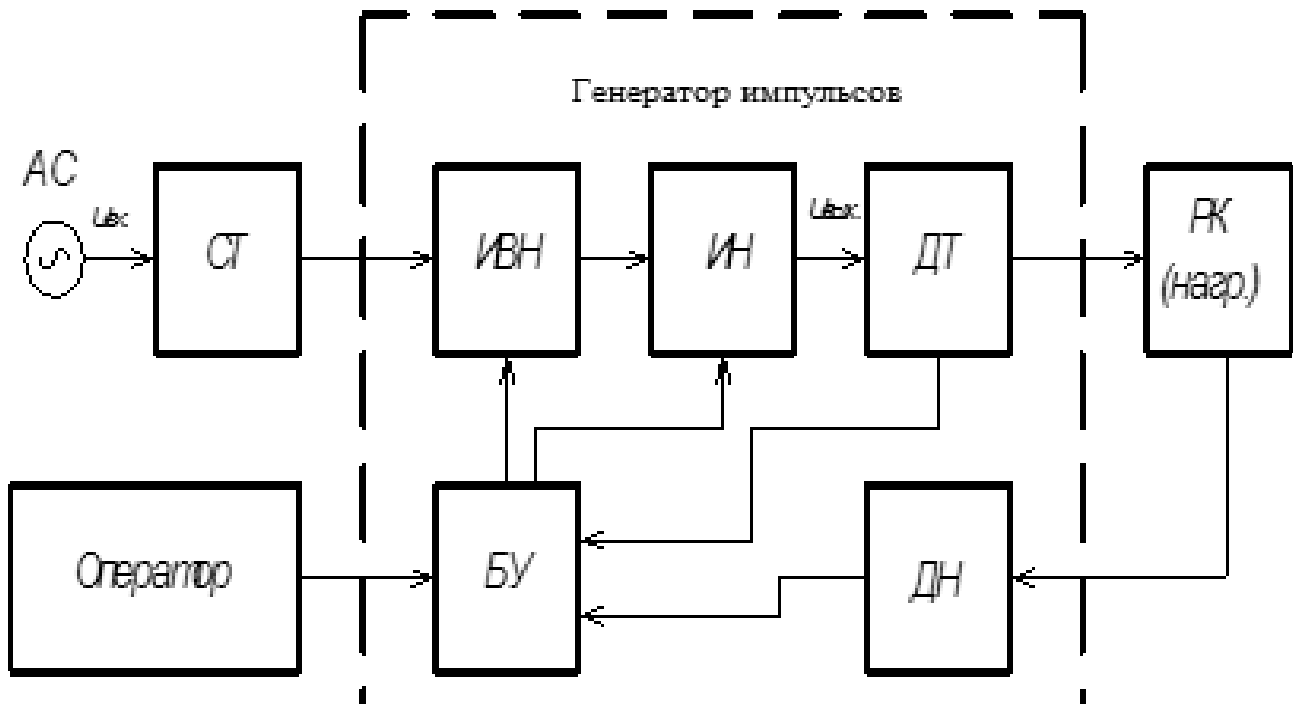 Генератор импульсов
АС
Uвх.
СТ
ИВН
ИН
Uвых.
ДТ
РК
(нагр.)
Оператор
БУ
ДН